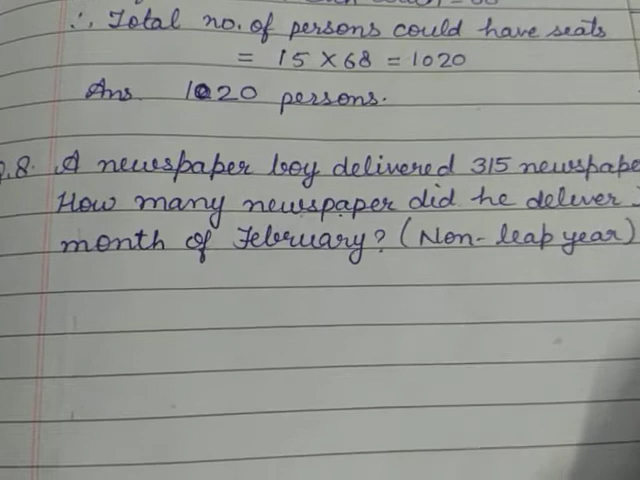 ∴ Total no. of persons could have seats
= 15 × 68 = 1020
Ans 1020 persons.
Q.8. A newspaper boy delivered 315 newspape
How many newspaper did he deliver
month of February? (Non-leap year)